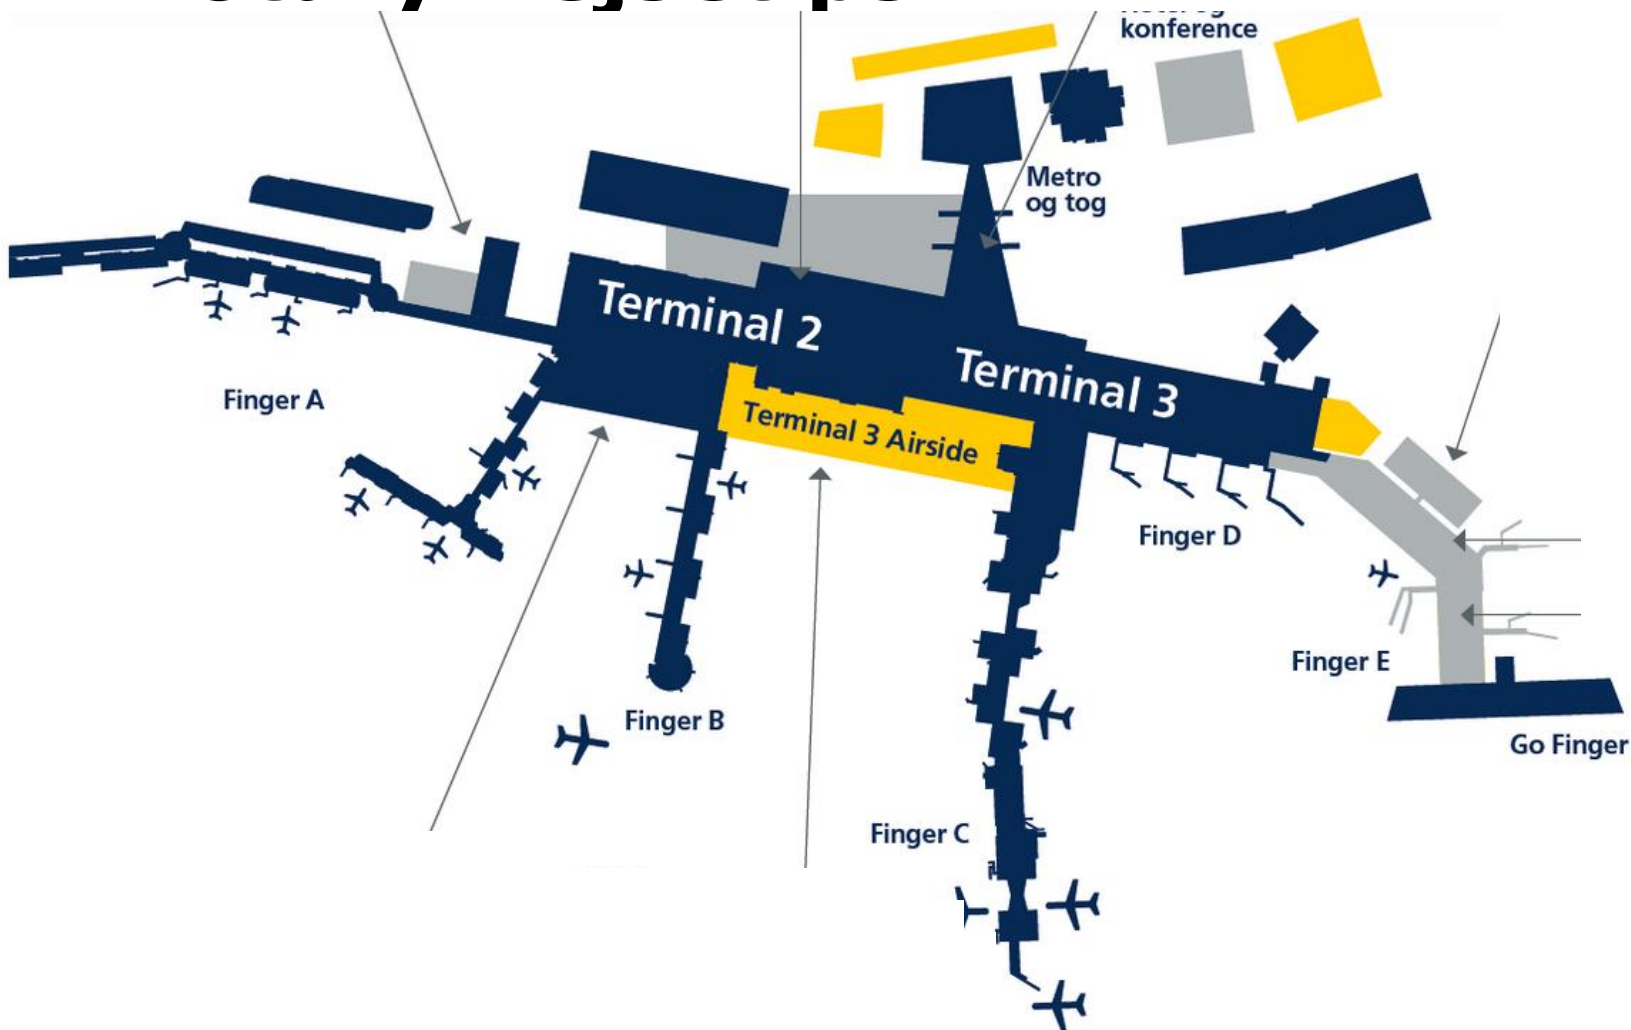 konference
Metro
og tog
Terminal 2
Terminal 3
Finger A
Terminal 3 Airside
Finger D
Finger E
Finger B
Go Finger
Finger C